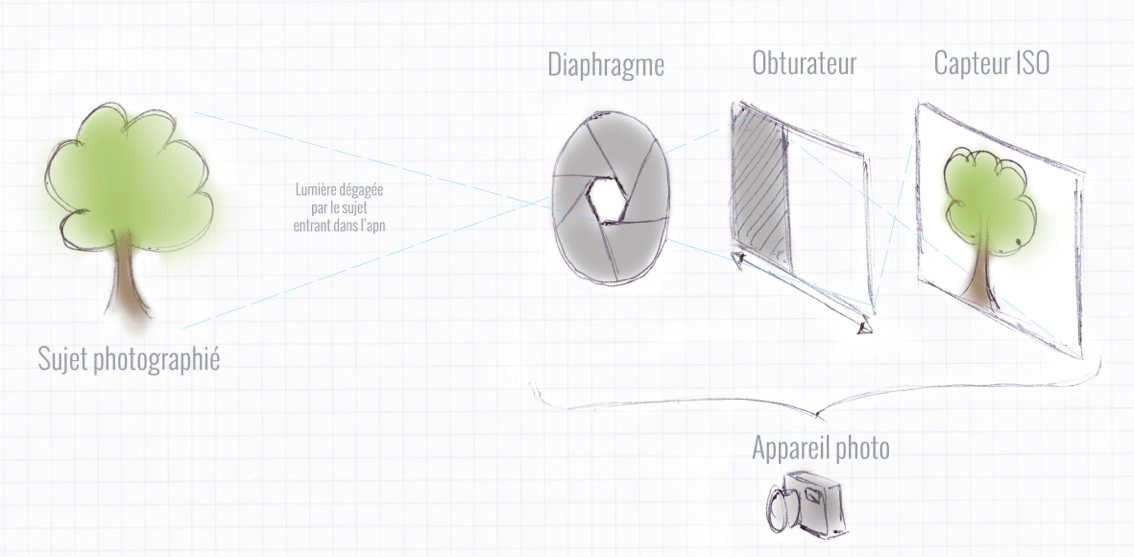 Diaphragme
Obturateur
Capteur ISO
Lumière dégagée
par le sujet
entrant dans l'apn
Sujet photographié
Appareil photo